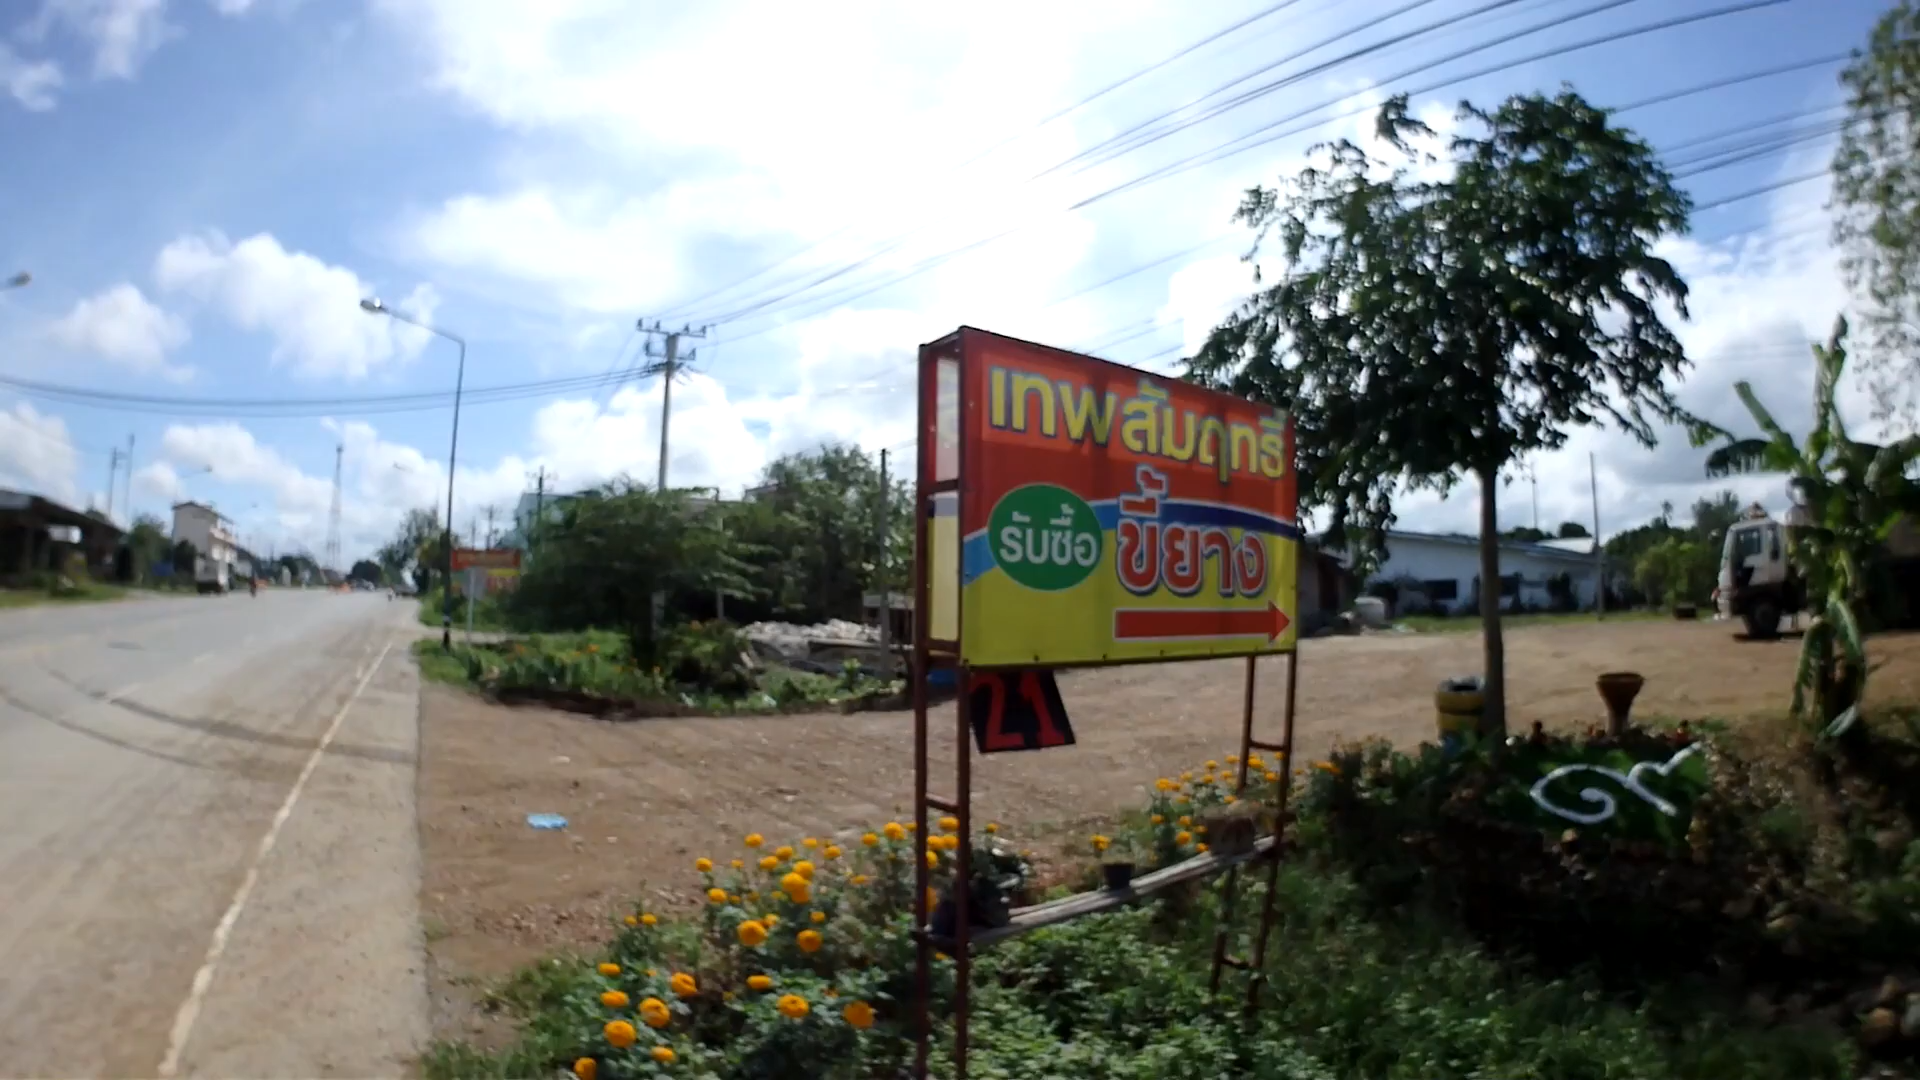 เทพสัมฤทธิ์
รับซื้อ
ขี้ยาง
21
๑๙